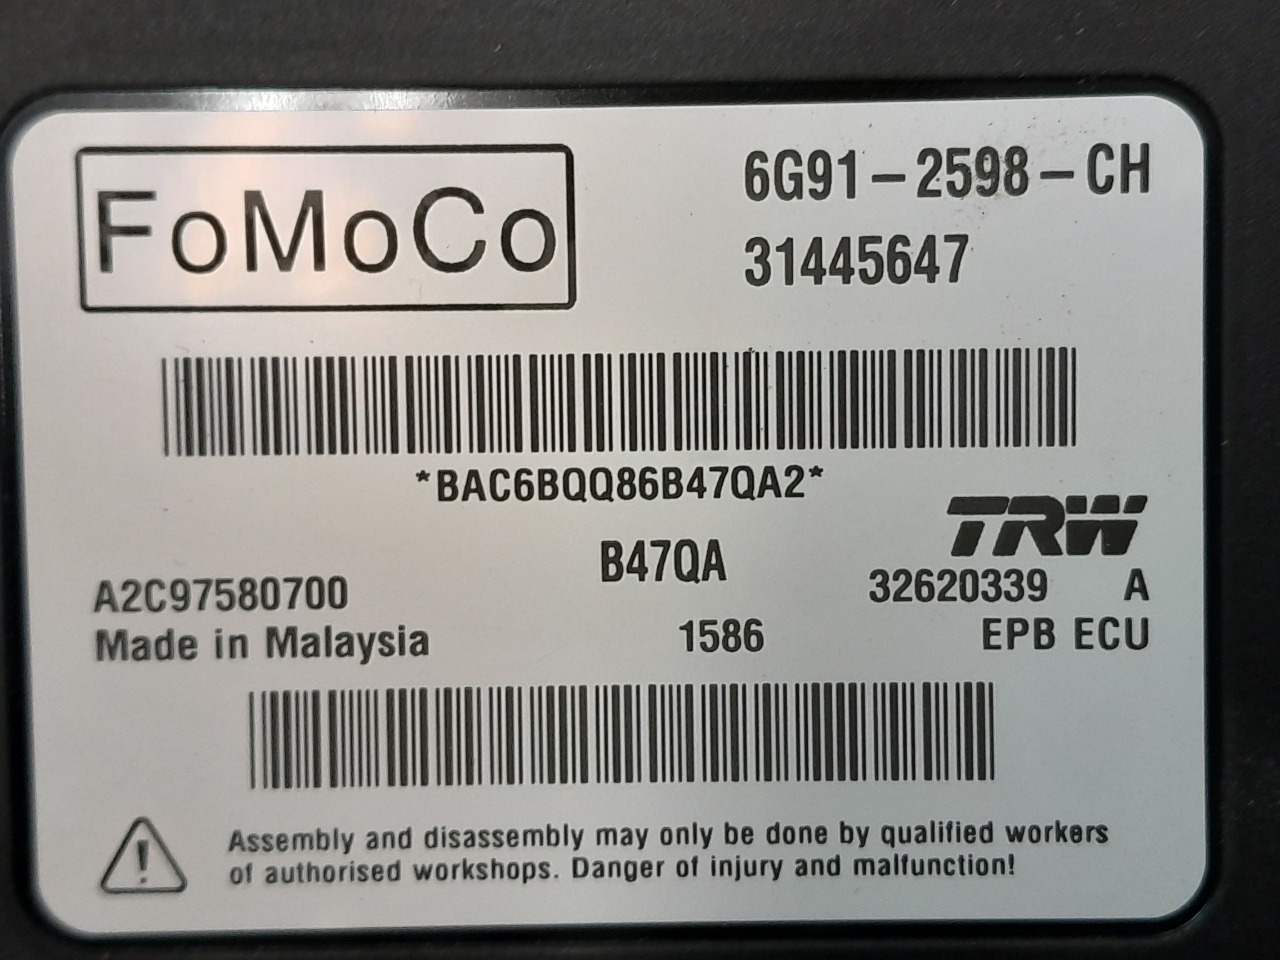 FoMoCo
6G91-2598-CH
31445647
*BAC6BQQ86B47QA2*
TRW
B47QA
A2C97580700
32620339 A
Made in Malaysia
1586
EPB ECU
Assembly and disassembly may only be done by qualified workers
of authorised workshops. Danger of injury and malfunction!